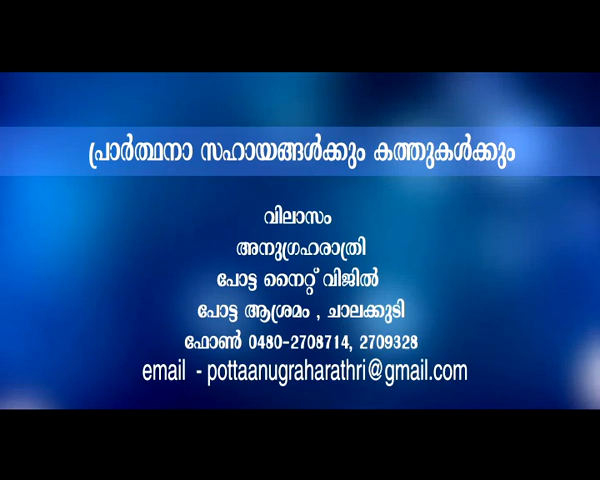 പ്രാർത്ഥനാ സഹായങ്ങൾക്കും കത്തുകൾക്കും
വിലാസം
അനുഗ്രഹരാത്രി
പോട്ട നൈറ്റ് വിജിൽ
പോട്ട ആശ്രമം , ചാലക്കുടി
ഫോൺ 0480-2708714, 2709328
email - pottaanugraharathri@gmail.com